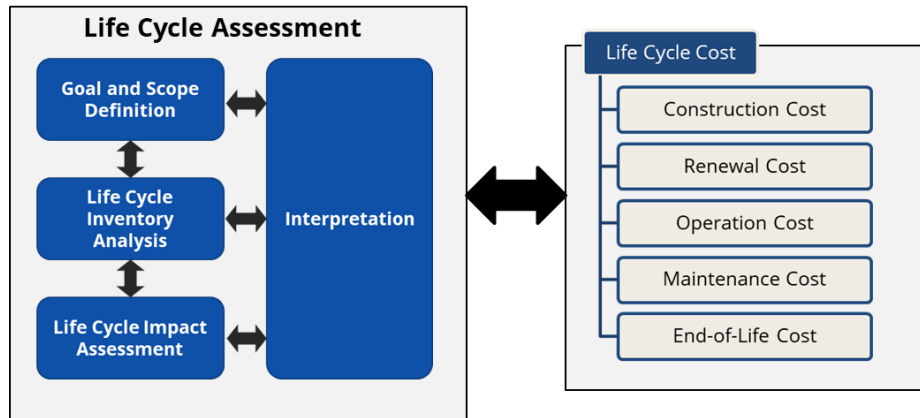 Life Cycle Assessment
Goal and Scope
Definition
Life Cycle
Inventory
Analysis
Life Cycle Impact
Assessment
Interpretation
Life Cycle Cost
Construction Cost
Renewal Cost
Operation Cost
Maintenance Cost
End-of-Life Cost